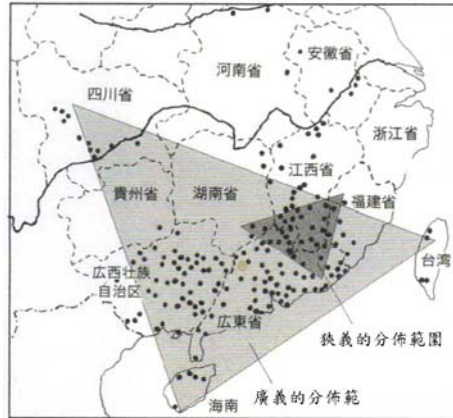 安徽省
河南省
四川省
浙江省
江西省
貴州省
湖南省
福建省
台湾
広西壮族
自治区
広東省
狹義的分佈範圍
廣義的分佈範
海南